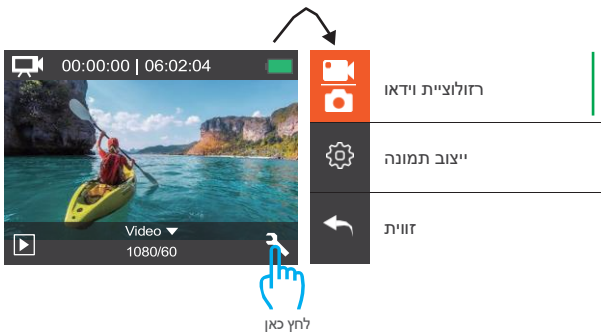 00:00:00 | 06:02:04
Video
1080/60
לחץ כאן
רזולוציית וידאו
ייצוב תמונה
זווית